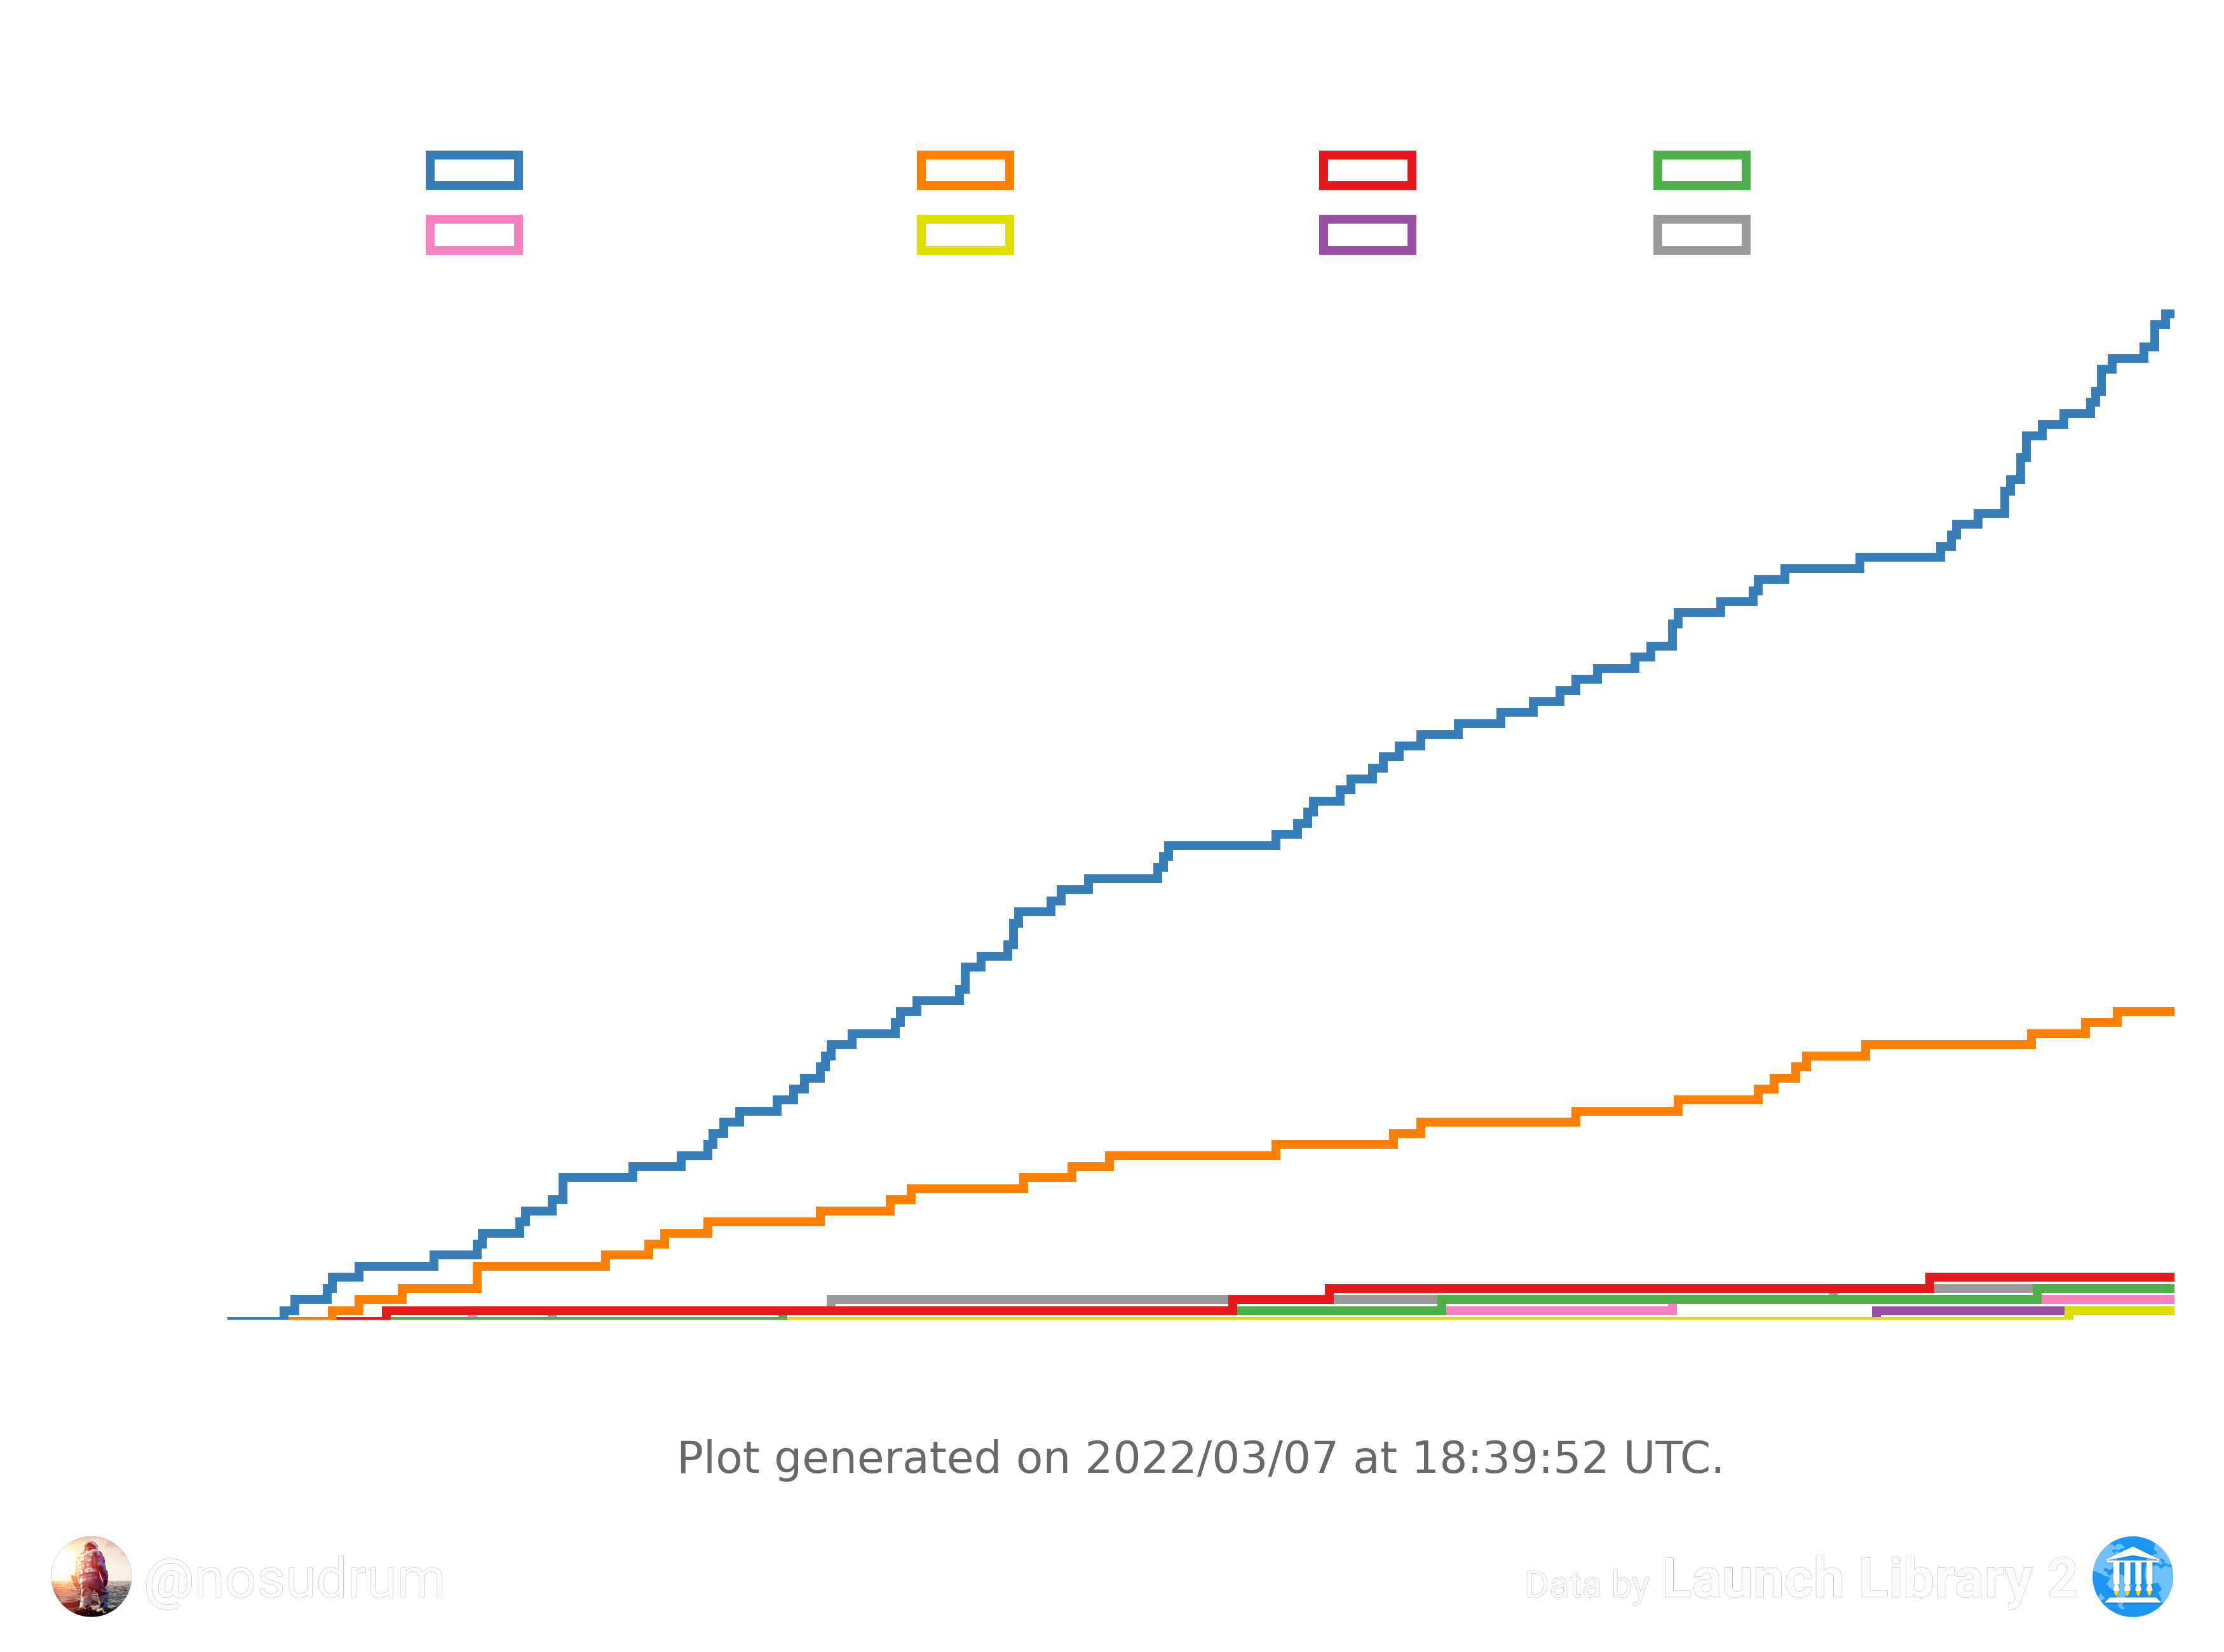 Plot generated on 2022/03/07 at 18:39:52 UTC.
@nosudrum
Data by Launch Library 2